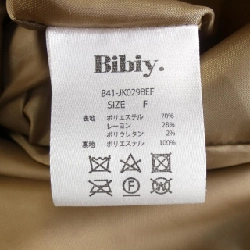 Bibiy.
B41-JK029BEF
SIZE F
表地 ポリエステル 70%
レーヨン 28%
ポリウレタン 2%
裏地 ポリエステル 100%